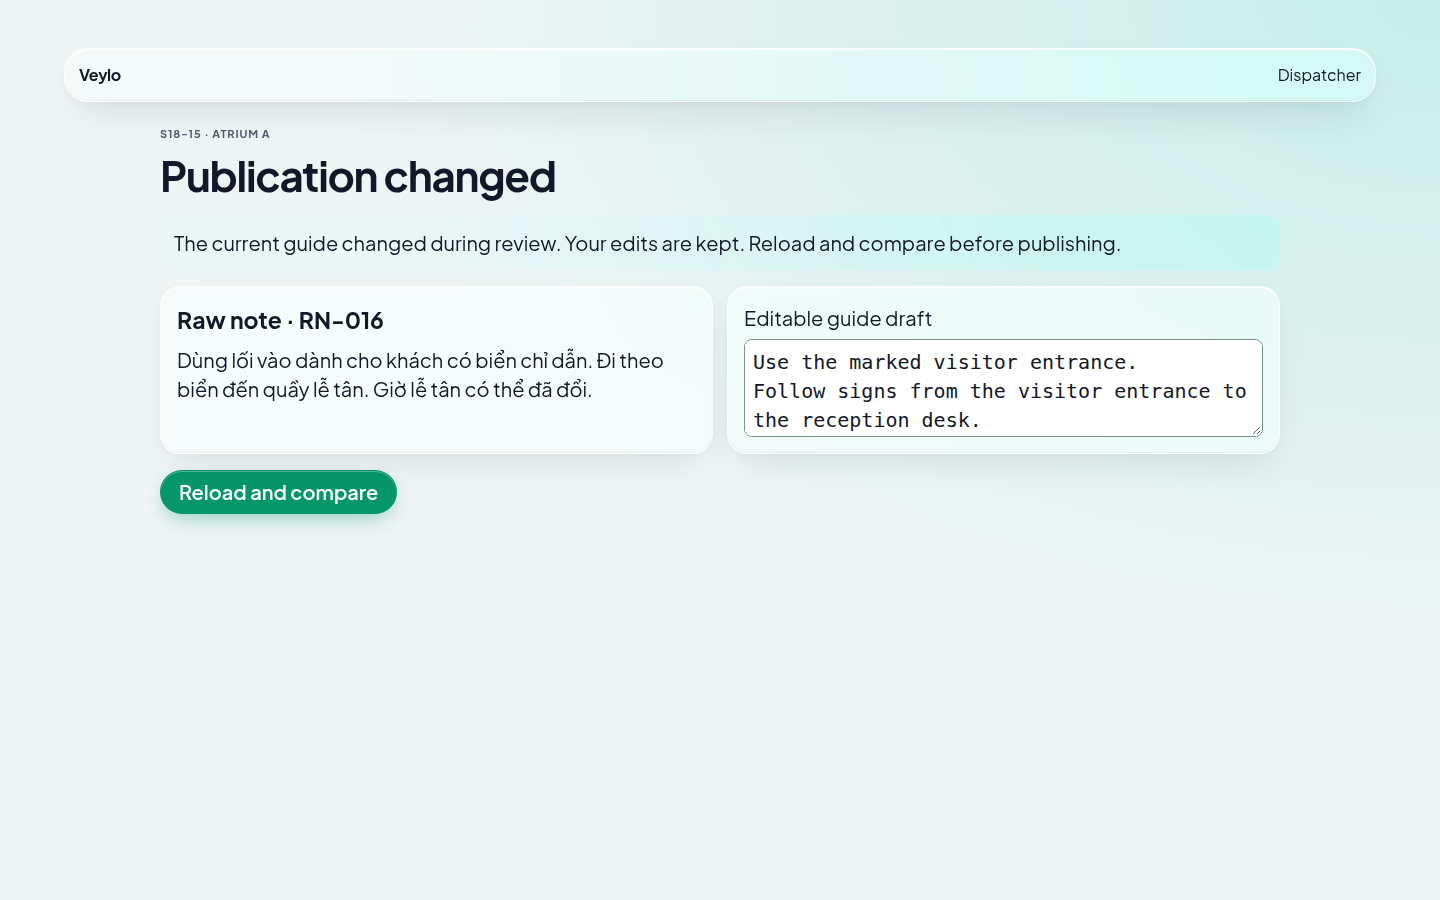 Veylo
Dispatcher
S18-15 · ATRIUM A
Publication changed
The current guide changed during review. Your edits are kept. Reload and compare before publishing.
Raw note · RN-016
Dùng lối vào dành cho khách có biển chỉ dẫn. Đi theo
biển đến quầy lễ tân. Giờ lễ tân có thể đã đổi.
Editable guide draft
Use the marked visitor entrance.
Follow signs from the visitor entrance to
the reception desk.
Reload and compare